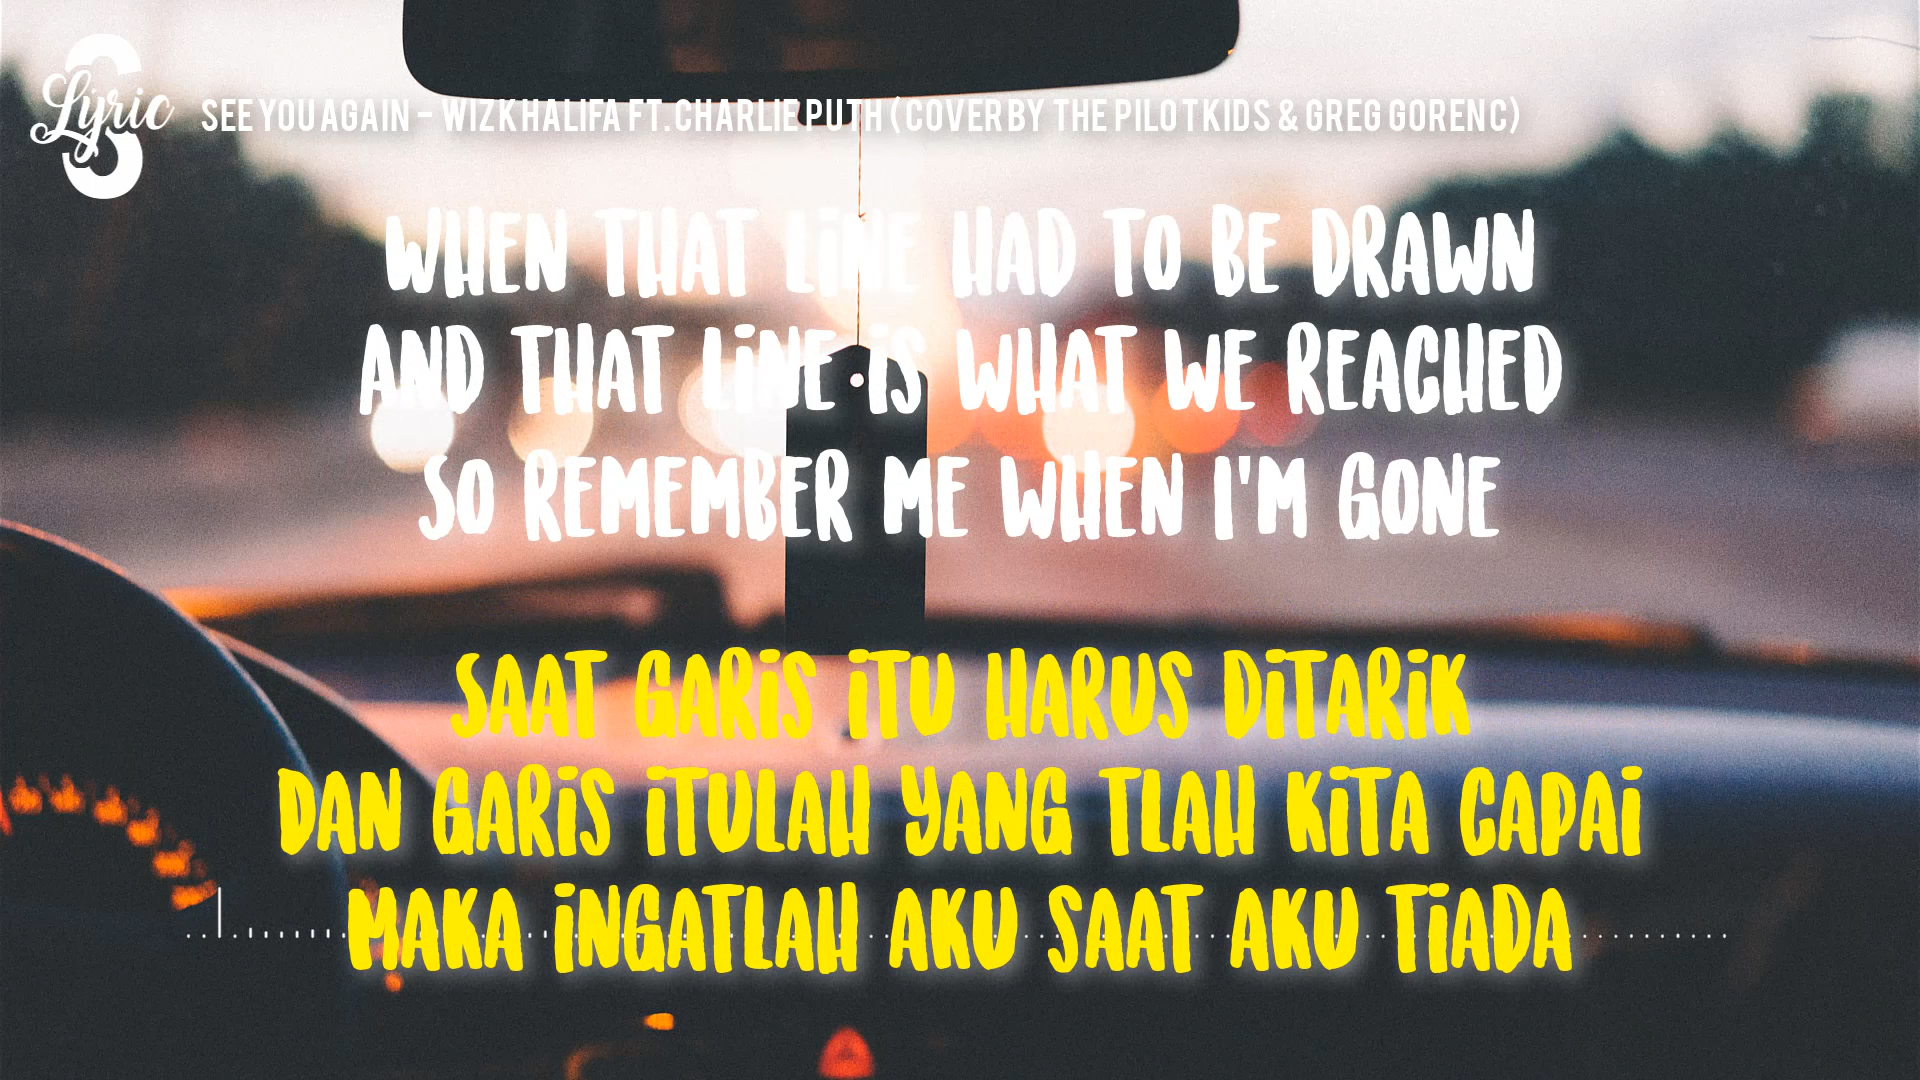 Lyric S
SEE YOU AGAIN - WIZ KHALIFA FT. CHARLIE PUTH (COVER BY THE PILOTKIDS & GREG GORENC)
WHEN THAT LiNE HAD TO BE DRAWN
AND THAT LiNE iS WHAT WE REACHED
SO REMEMBER ME WHEN I'M GONE
SAAT GARiS iTU HARUS DiTARiK
DAN GARiS iTULAH YANG TLAH KiTA CAPAi
MAKA iNGATLAH AKU SAAT AKU TiADA